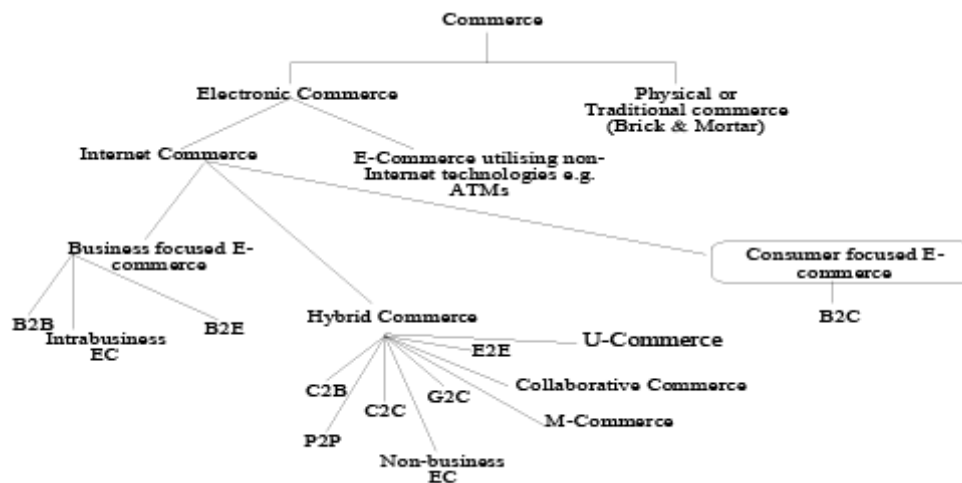 Commerce
Electronic Commerce
Physical or
Traditional commerce
(Brick & Mortar)
Internet Commerce
E-Commerce utilising non-
Internet technologies e.g.
ATMs
Business focused E-
commerce
Consumer focused E-
commerce
B2B
Intrabusiness
EC
B2E
Hybrid Commerce
B2C
E2E
U-Commerce
C2B
C2C
G2C
Collaborative Commerce
P2P
M-Commerce
Non-business
EC